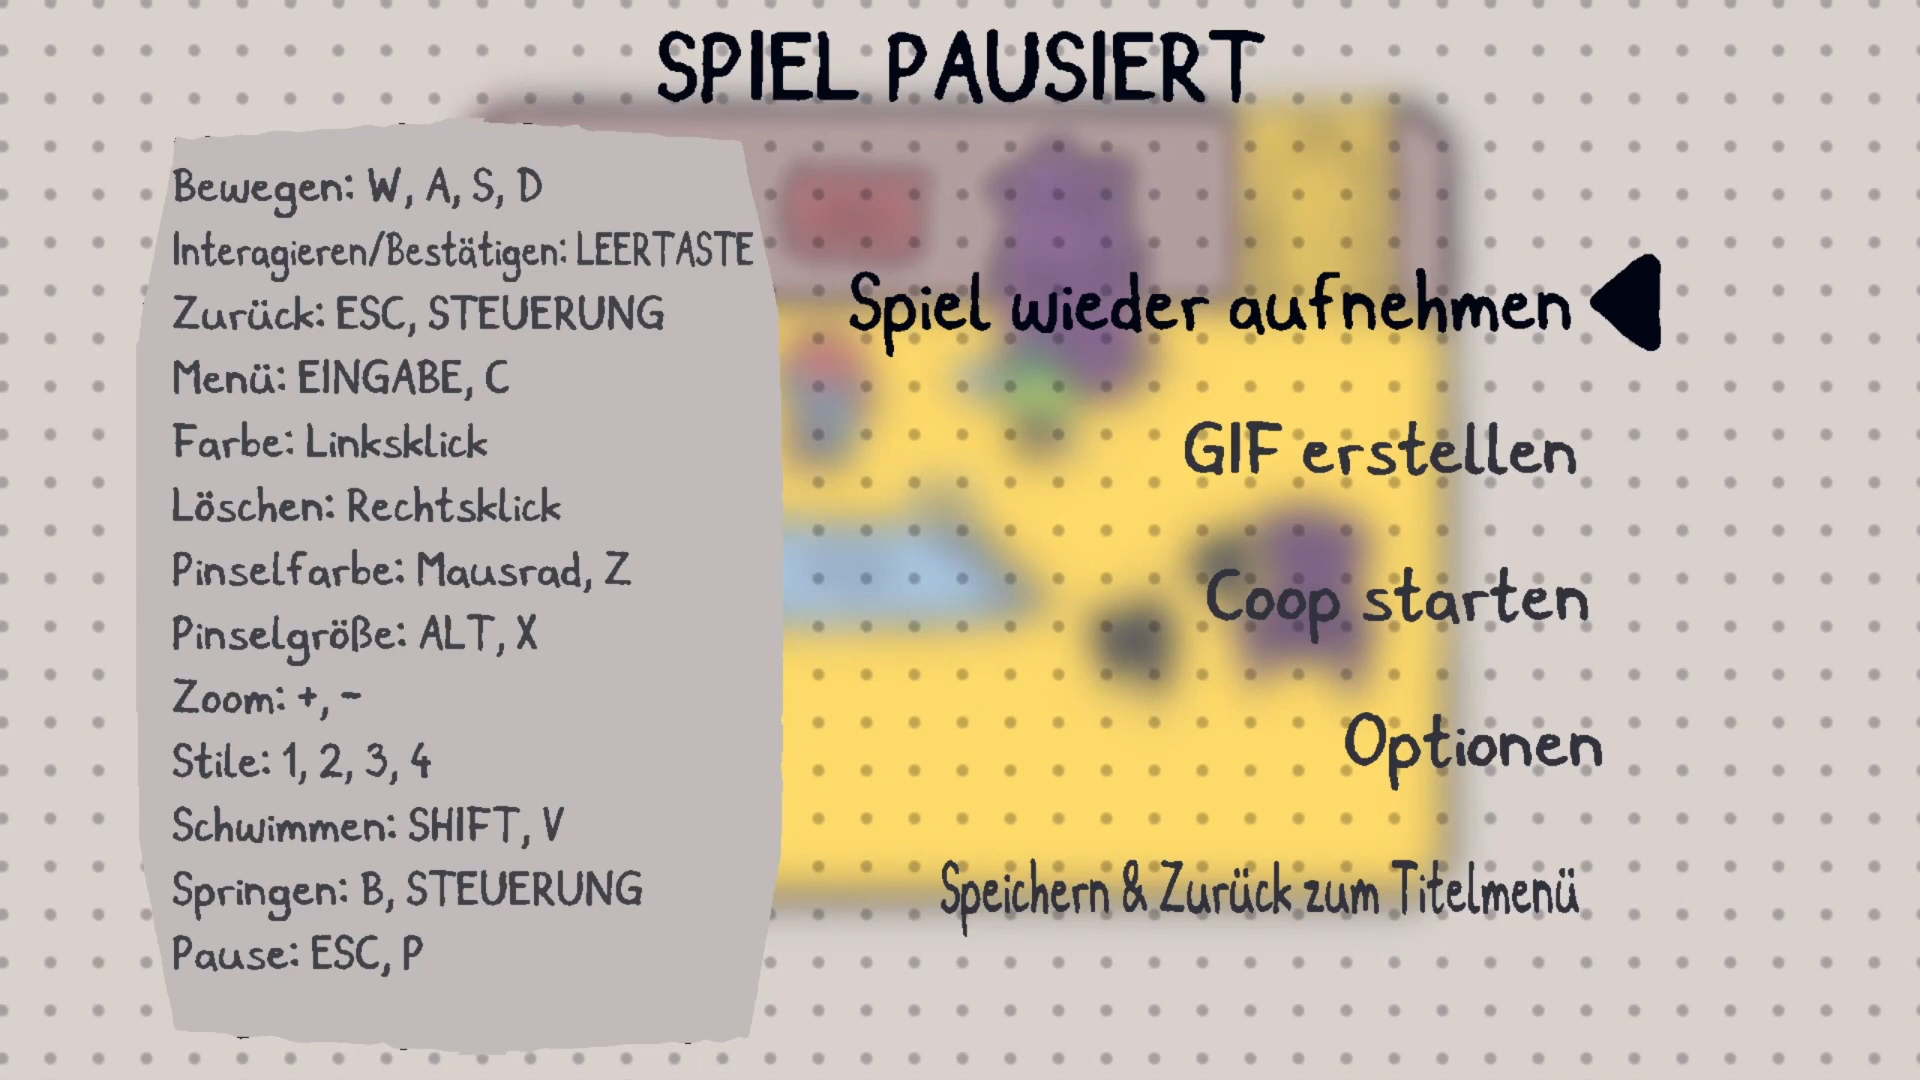 SPIEL PAUSIERT
Bewegen: W, A, S, D
Interagieren/Bestätigen: LEERTASTE
Zurück: ESC, STEUERUNG
Menü: EINGABE, C
Farbe: Linksklick
Löschen: Rechtsklick
Pinselfarbe: Mausrad, Z
Pinselgröße: ALT, X
Zoom: +, -
Stile: 1, 2, 3, 4
Schwimmen: SHIFT, V
Springen: B, STEUERUNG
Pause: ESC, P
Spiel wieder aufnehmen
GIF erstellen
Coop starten
Optionen
Speichern & Zurück zum Titelmenü